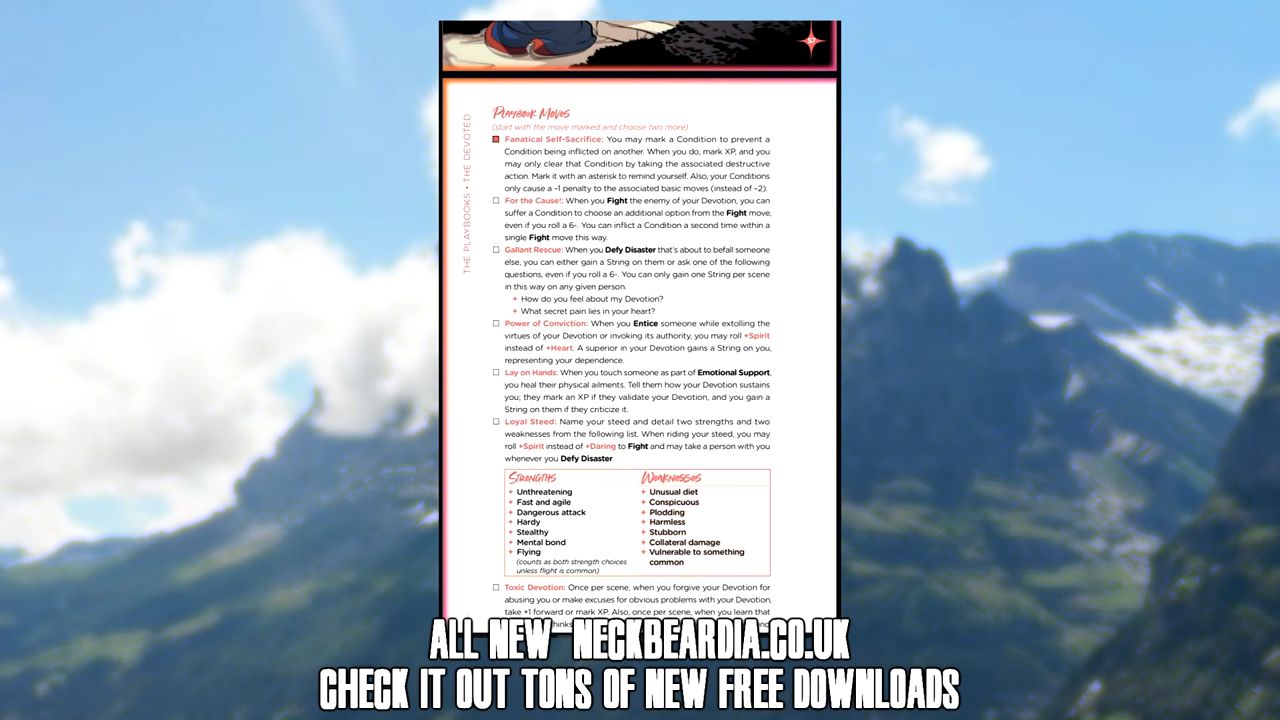 57
Playbook Moves
(start with the move marked and choose two more)
THE PLAYBOOKS • THE DEVOTED
Fanatical Self-Sacrifice: You may mark a Condition to prevent a
Condition being inflicted on another. When you do, mark XP, and you
may only clear that Condition by taking the associated destructive
action. Mark it with an asterisk to remind yourself. Also, your Conditions
only cause a –1 penalty to the associated basic moves (instead of –2).
For the Cause!: When you Fight the enemy of your Devotion, you can
suffer a Condition to choose an additional option from the Fight move,
even if you roll a 6-. You can inflict a Condition a second time within a
single Fight move this way.
Gallant Rescue: When you Defy Disaster that's about to befall someone
else, you can either gain a String on them or ask one of the following
questions, even if you roll a 6-. You can only gain one String per scene
in this way on any given person.
+ How do you feel about my Devotion?
+ What secret pain lies in your heart?
Power of Conviction: When you Entice someone while extolling the
virtues of your Devotion or invoking its authority, you may roll +Spirit
instead of +Heart. A superior in your Devotion gains a String on you,
representing your dependence.
Lay on Hands: When you touch someone as part of Emotional Support,
you heal their physical ailments. Tell them how your Devotion sustains
you; they mark an XP if they validate your Devotion, and you gain a
String on them if they criticize it.
Loyal Steed: Name your steed and detail two strengths and two
weaknesses from the following list. When riding your steed, you may
roll +Spirit instead of +Daring to Fight and may take a person with you
whenever you Defy Disaster.
Strengths
+ Unthreatening
+ Fast and agile
+ Dangerous attack
+ Hardy
+ Stealthy
+ Mental bond
+ Flying
(counts as both strength choices
unless flight is common)
Weaknesses
+ Unusual diet
+ Conspicuous
+ Plodding
+ Harmless
+ Stubborn
+ Collateral damage
+ Vulnerable to something
common
Toxic Devotion: Once per scene, when you forgive your Devotion for
abusing you or make excuses for obvious problems with your Devotion,
take +1 forward or mark XP. Also, once per scene, when you learn that
ALL NEW NECKBEARDIA.CO.UK
CHECK IT OUT TONS OF NEW FREE DOWNLOADS